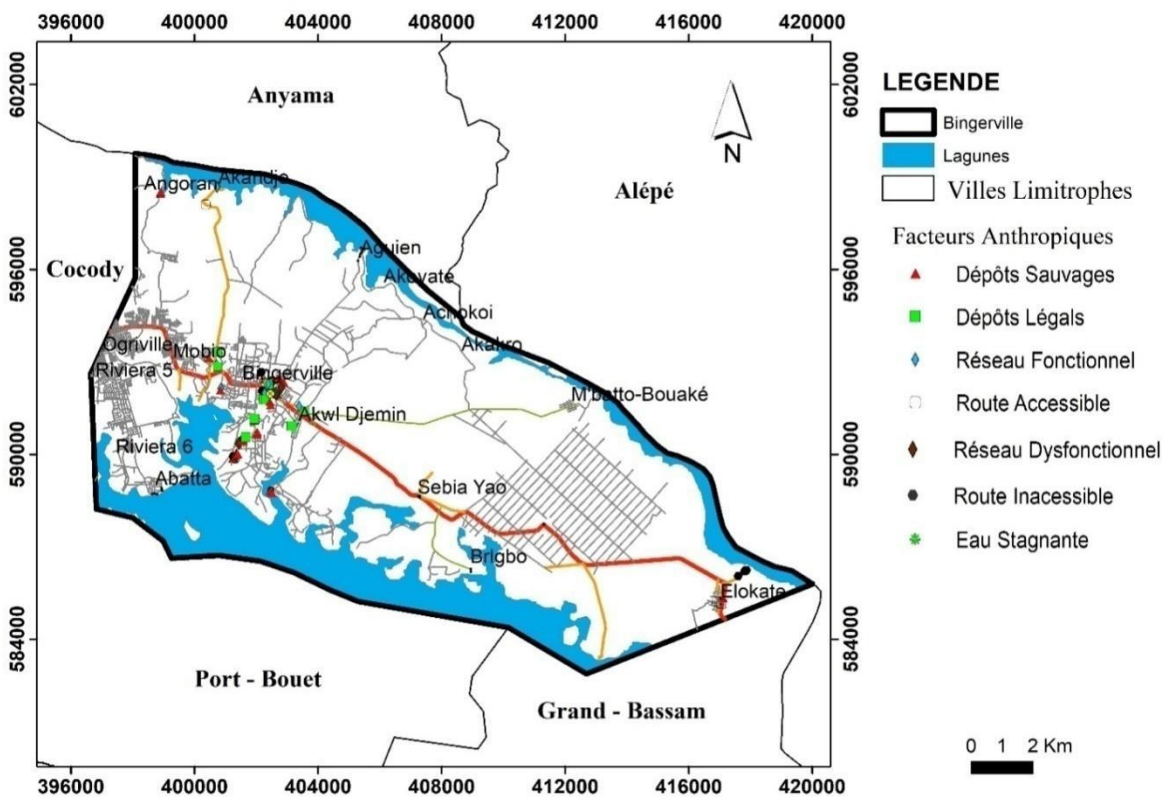 396000 400000 404000 408000 412000 416000 420000
602000
596000
590000
584000
Anyama
Alépé
Cocody
N
Angoran
Akandje
Aguien
Akoyate
Achokoi
Akakro
M'batto-Bouaké
Ogriville
Mobio
Riviera 5
Bingerville
Akwl Djemin
Riviera 6
Abatta
Sebia Yao
Brigbo
Elokate
Port - Bouet
Grand - Bassam
602000
596000
590000
584000
396000 400000 404000 408000 412000 416000 420000
LEGENDE
Bingerville
Lagunes
Villes Limitrophes
Facteurs Anthropiques
Dépôts Sauvages
Dépôts Légals
Réseau Fonctionnel
Route Accessible
Réseau Dysfonctionnel
Route Inacessible
Eau Stagnante
0 1 2 Km